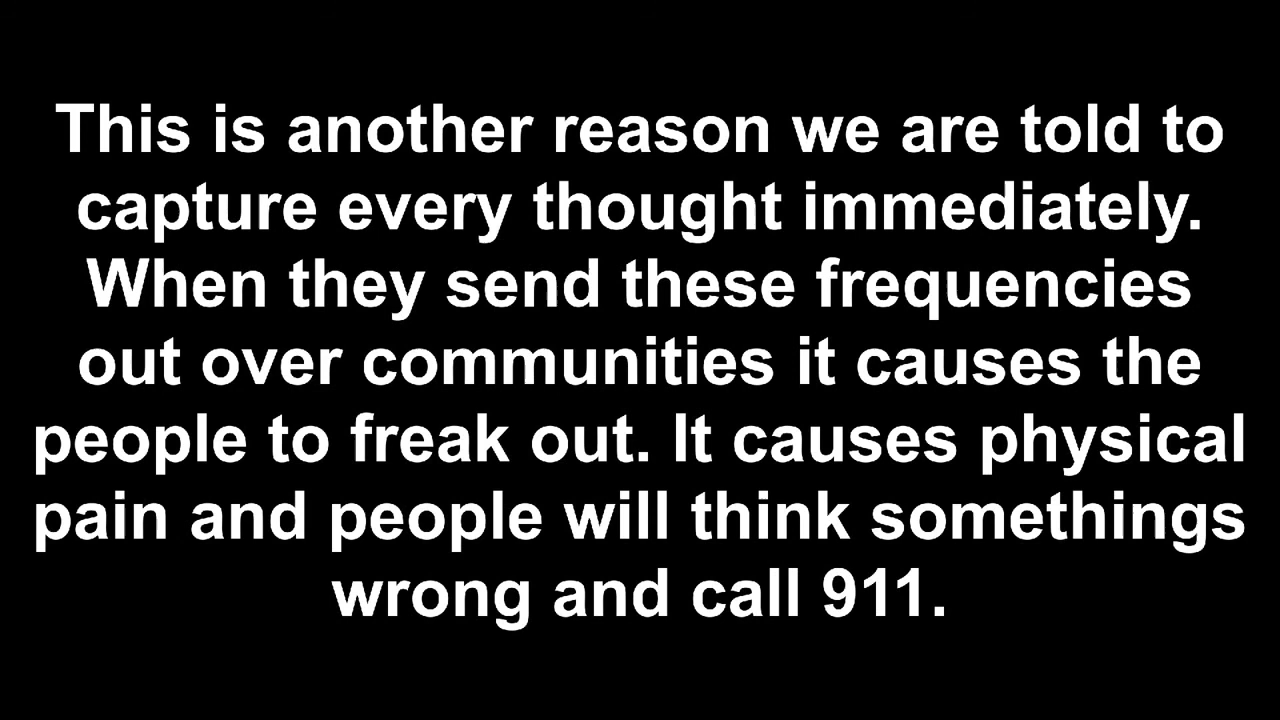 This is another reason we are told to
capture every thought immediately.
When they send these frequencies
out over communities it causes the
people to freak out. It causes physical
pain and people will think somethings
wrong and call 911.